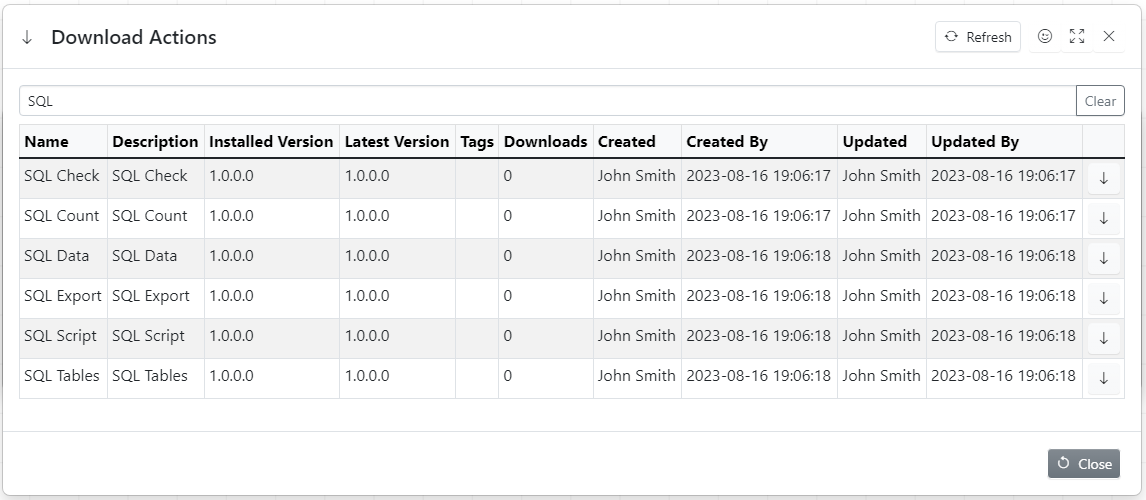 Download Actions Refresh
SQL Clear
Name Description Installed Version Latest Version Tags Downloads Created Created By Updated Updated By
SQL Check SQL Check 1.0.0.0 1.0.0.0 0 John Smith 2023-08-16 19:06:17 John Smith 2023-08-16 19:06:17
SQL Count SQL Count 1.0.0.0 1.0.0.0 0 John Smith 2023-08-16 19:06:17 John Smith 2023-08-16 19:06:17
SQL Data SQL Data 1.0.0.0 1.0.0.0 0 John Smith 2023-08-16 19:06:18 John Smith 2023-08-16 19:06:18
SQL Export SQL Export 1.0.0.0 1.0.0.0 0 John Smith 2023-08-16 19:06:18 John Smith 2023-08-16 19:06:18
SQL Script SQL Script 1.0.0.0 1.0.0.0 0 John Smith 2023-08-16 19:06:18 John Smith 2023-08-16 19:06:18
SQL Tables SQL Tables 1.0.0.0 1.0.0.0 0 John Smith 2023-08-16 19:06:18 John Smith 2023-08-16 19:06:18
Close